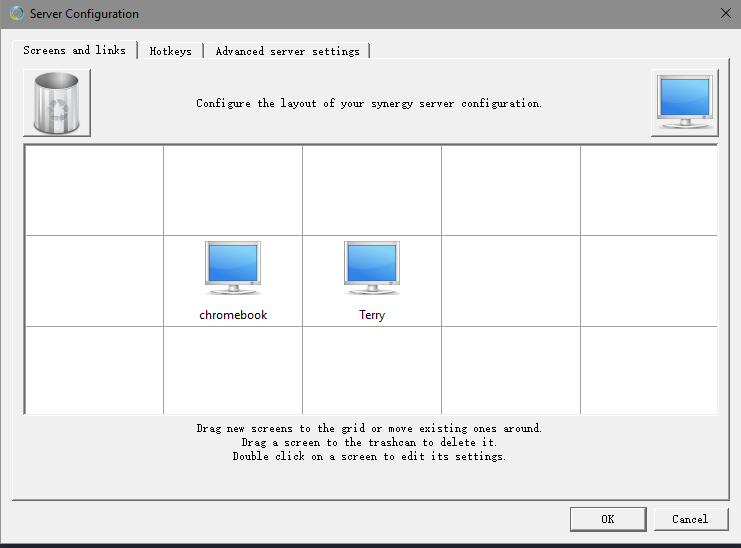 Server Configuration
Screens and links
Hotkeys
Advanced server settings
Configure the layout of your synergy server configuration.
chromebook
Terry
Drag new screens to the grid or move existing ones around.
Drag a screen to the trashcan to delete it.
Double click on a screen to edit its settings.
OK
Cancel